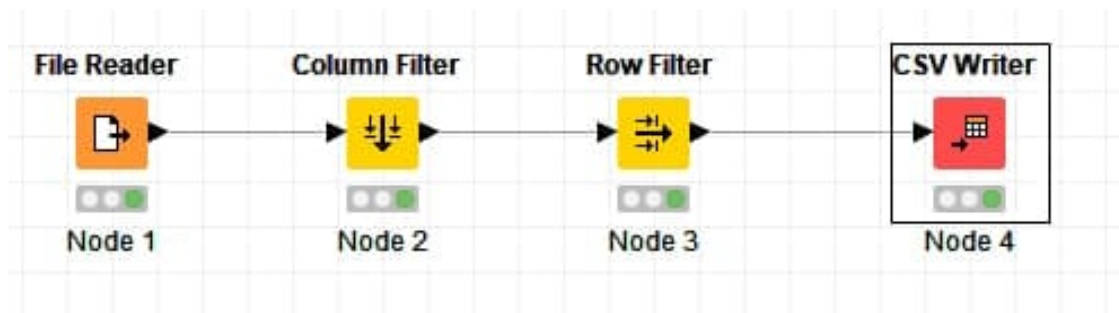 File Reader
Column Filter
Row Filter
CSV Writer
Node 1
Node 2
Node 3
Node 4